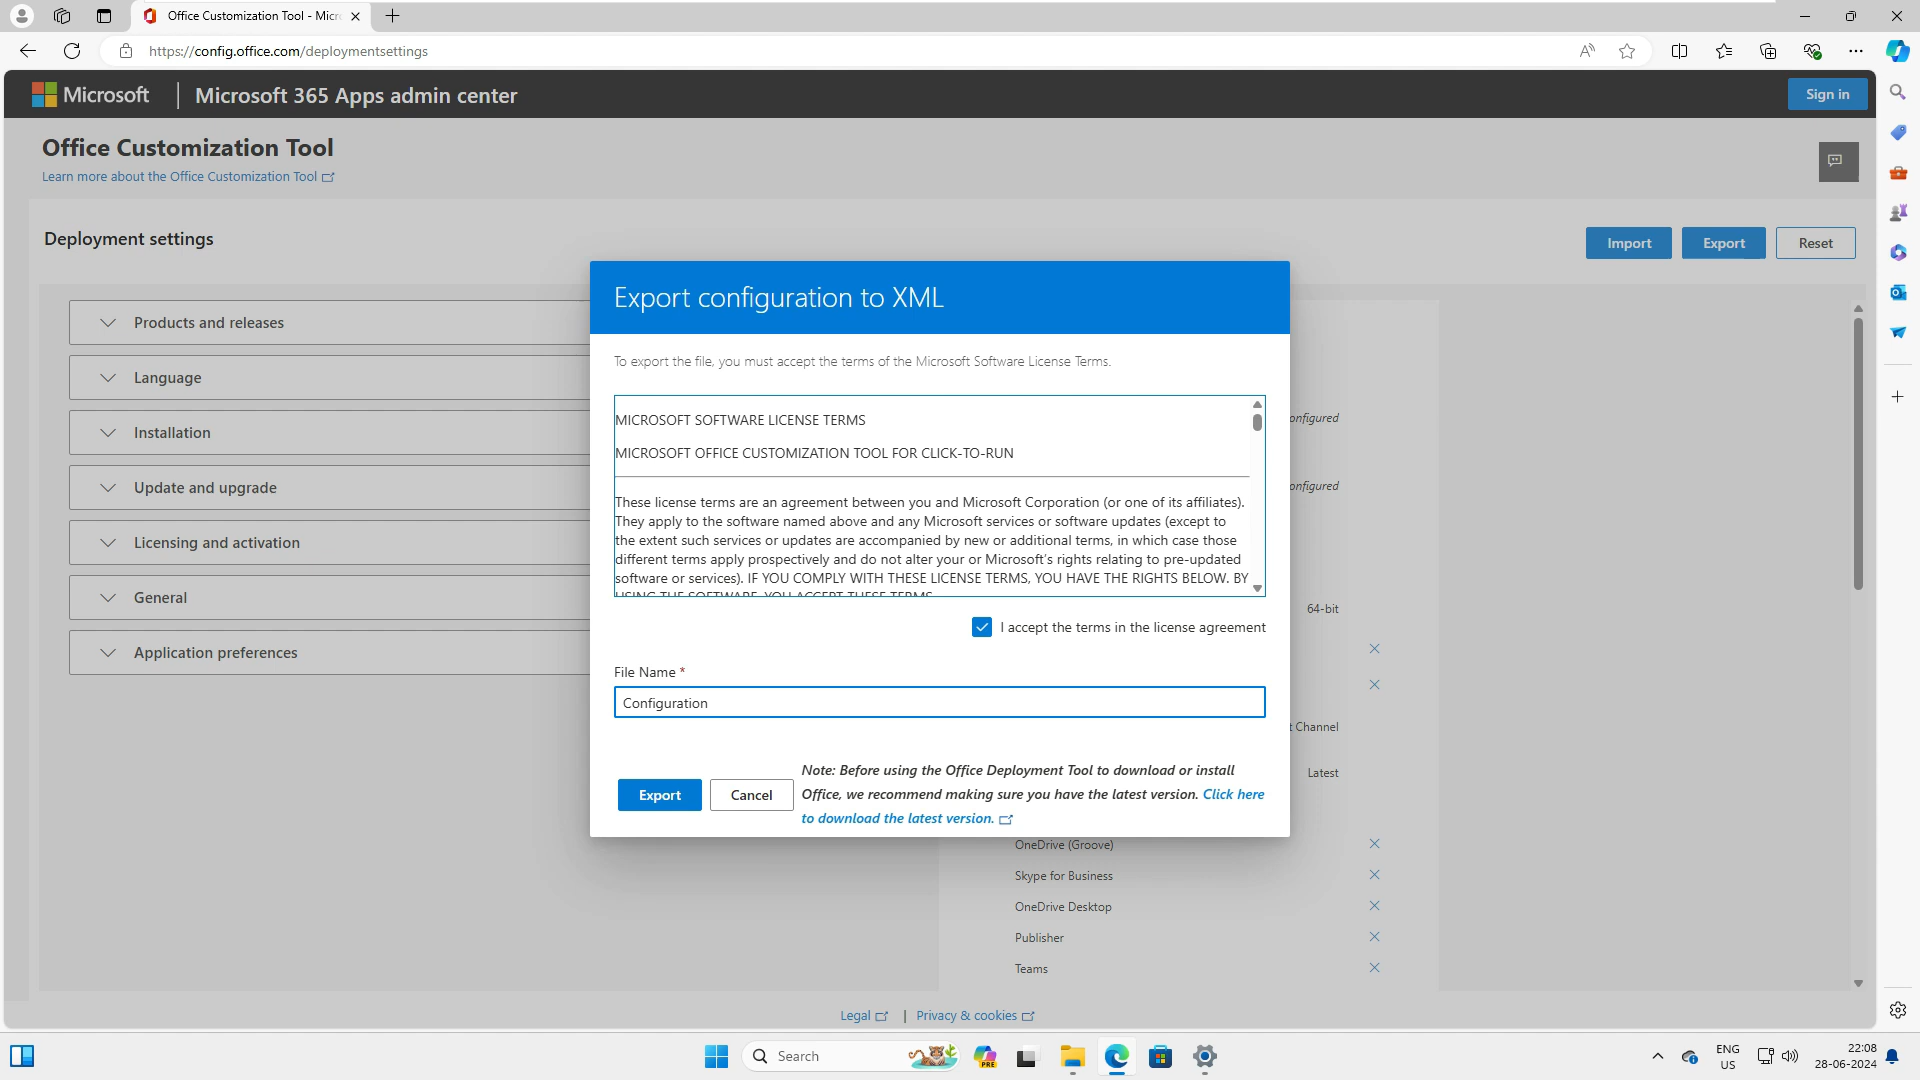 Office Customization Tool - Micr
https://config.office.com/deploymentsettings
Microsoft
Microsoft 365 Apps admin center
Sign in
Office Customization Tool
Learn more about the Office Customization Tool
Deployment settings
Import
Export
Reset
Products and releases
Language
Installation
Update and upgrade
Licensing and activation
General
Application preferences
Export configuration to XML
To export the file, you must accept the terms of the Microsoft Software License Terms.
MICROSOFT SOFTWARE LICENSE TERMS
MICROSOFT OFFICE CUSTOMIZATION TOOL FOR CLICK-TO-RUN
These license terms are an agreement between you and Microsoft Corporation (or one of its affiliates).
They apply to the software named above and any Microsoft services or software updates (except to
the extent such services or updates are accompanied by new or additional terms, in which case those
different terms apply prospectively and do not alter your or Microsoft's rights relating to pre-updated
software or services). IF YOU COMPLY WITH THESE LICENSE TERMS, YOU HAVE THE RIGHTS BELOW. BY
USING THE SOFTWARE, YOU ACCEPT THESE TERMS.
I accept the terms in the license agreement
File Name *
Configuration
Export
Cancel
Note: Before using the Office Deployment Tool to download or install
Office, we recommend making sure you have the latest version. Click here
to download the latest version.
onfigured
onfigured
64-bit
t Channel
Latest
OneDrive (Groove)
Skype for Business
OneDrive Desktop
Publisher
Teams
Legal
|
Privacy & cookies
Search
PRE
ENG
US
22:08
28-06-2024